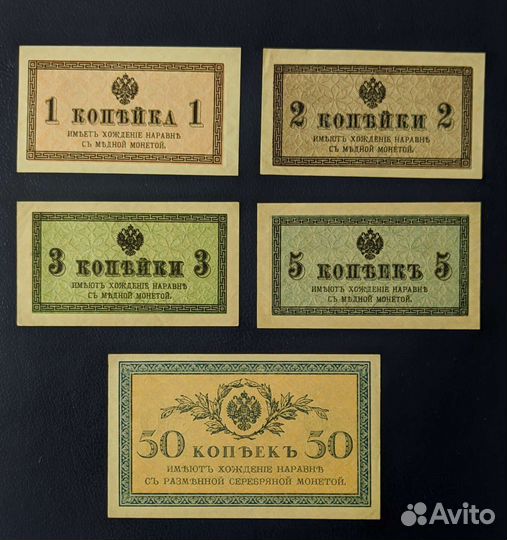 1 КОПѢЙКА 1
ИМѢЕТЪ ХОЖДЕНІЕ НАРАВНѢ
СЪ МѢДНОЙ МОНЕТОЙ.
2 КОПѢЙКИ 2
ИМѢЮТЪ ХОЖДЕНІЕ НАРАВНѢ
СЪ МѢДНОЙ МОНЕТОЙ.
3 КОПѢЙКИ 3
ИМѢЮТЪ ХОЖДЕНІЕ НАРАВНѢ
СЪ МѢДНОЙ МОНЕТОЙ.
5 КОПѢЕКЪ 5
ИМѢЮТЪ ХОЖДЕНІЕ НАРАВНѢ
СЪ МѢДНОЙ МОНЕТОЙ.
50 КОПѢЕКЪ 50
ИМѢЮТЪ ХОЖДЕНІЕ НАРАВНѢ
СЪ РАЗМѢННОЙ СЕРЕБРЯНОЙ МОНЕТОЙ.
Avito